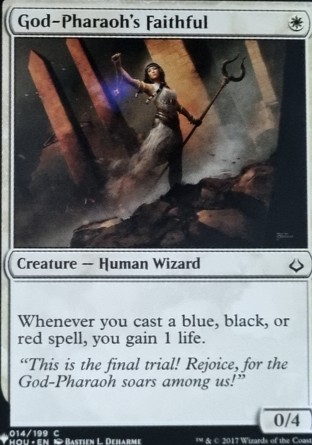 God-Pharaoh's Faithful
Creature — Human Wizard
Whenever you cast a blue, black, or
red spell, you gain 1 life.
"This is the final trial! Rejoice, for the
God-Pharaoh soars among us!"
0/4
014/199 C
HOU • EN Bastien L. Deharme
™ & © 2017 Wizards of the Coast